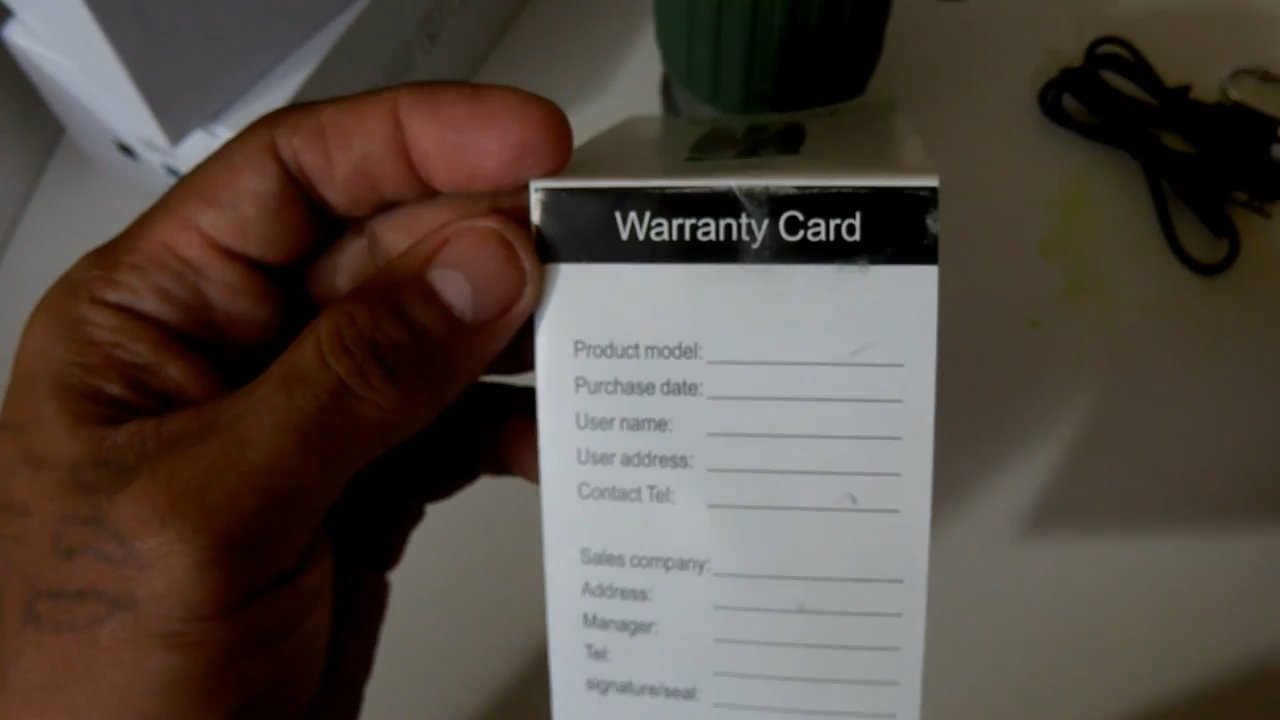 Warranty Card
Product model:
Purchase date:
User name:
User address:
Contact Tel:
Sales company:
Address:
Manager:
Tel:
signature/seal: